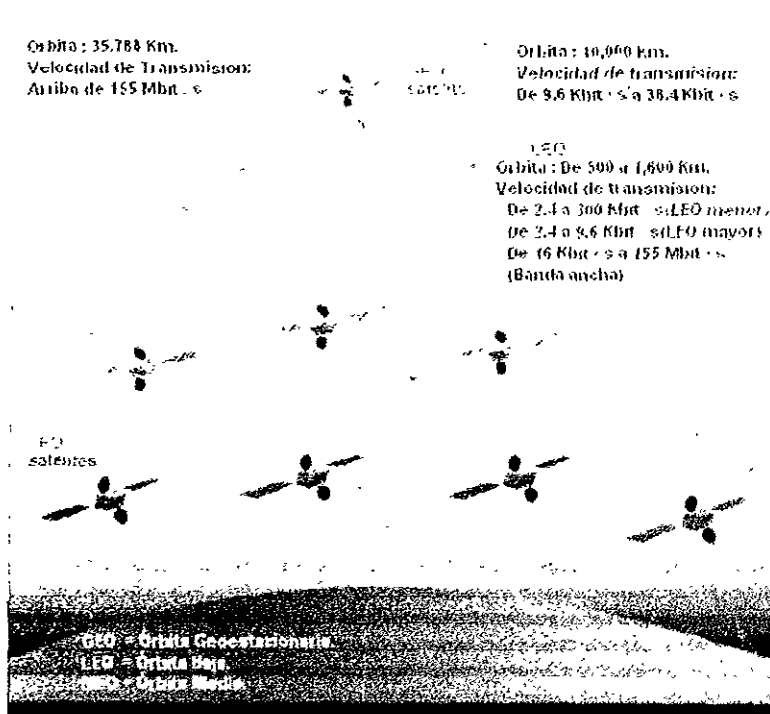 Orbita : 35,788 Km.
Velocidad de Transmision:
Arriba de 155 Mbit . s
Orbita : 10,000 Km.
Velocidad de transmision:
De 9.6 Kbit · s a 38.4 Kbit · s
LEO
Orbita : De 500 a 1,600 Km.
Velocidad de transmision:
De 2.4 a 300 Kbit s(LEO menor)
De 2.4 a 9.6 Kbit s(LEO mayor)
De 16 Kbit · s a 155 Mbit · s
(Banda ancha)
GEO = Orbita Geoestacionaria.
LEO = Orbita Baja.
= Orbita Media.